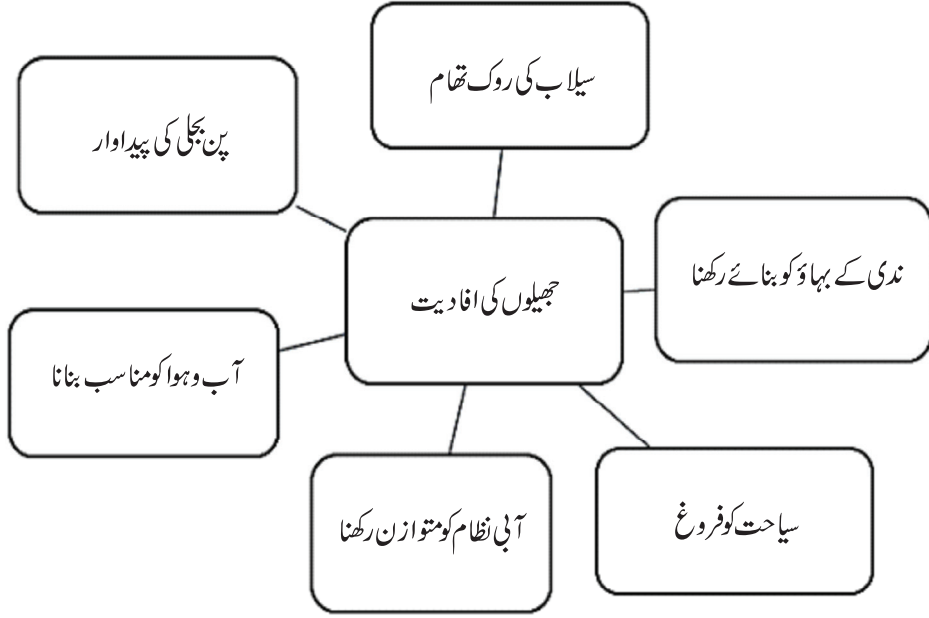 سیلاب کی روک تھام
پن بجلی کی پیداوار
ندی کے بہاؤ کو بنائے رکھنا
جھیلوں کی افادیت
آب و ہوا کو مناسب بنانا
آبی نظام کو متوازن رکھنا
سیاحت کو فروغ